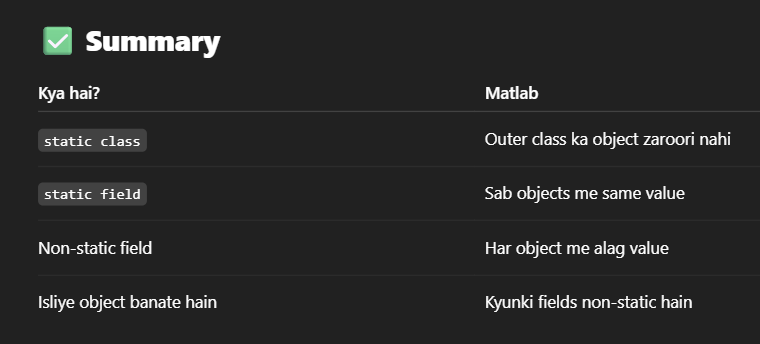 ✅ Summary
Kya hai? Matlab
static class Outer class ka object zaroori nahi
static field Sab objects me same value
Non-static field Har object me alag value
Isliye object banate hain Kyunki fields non-static hain